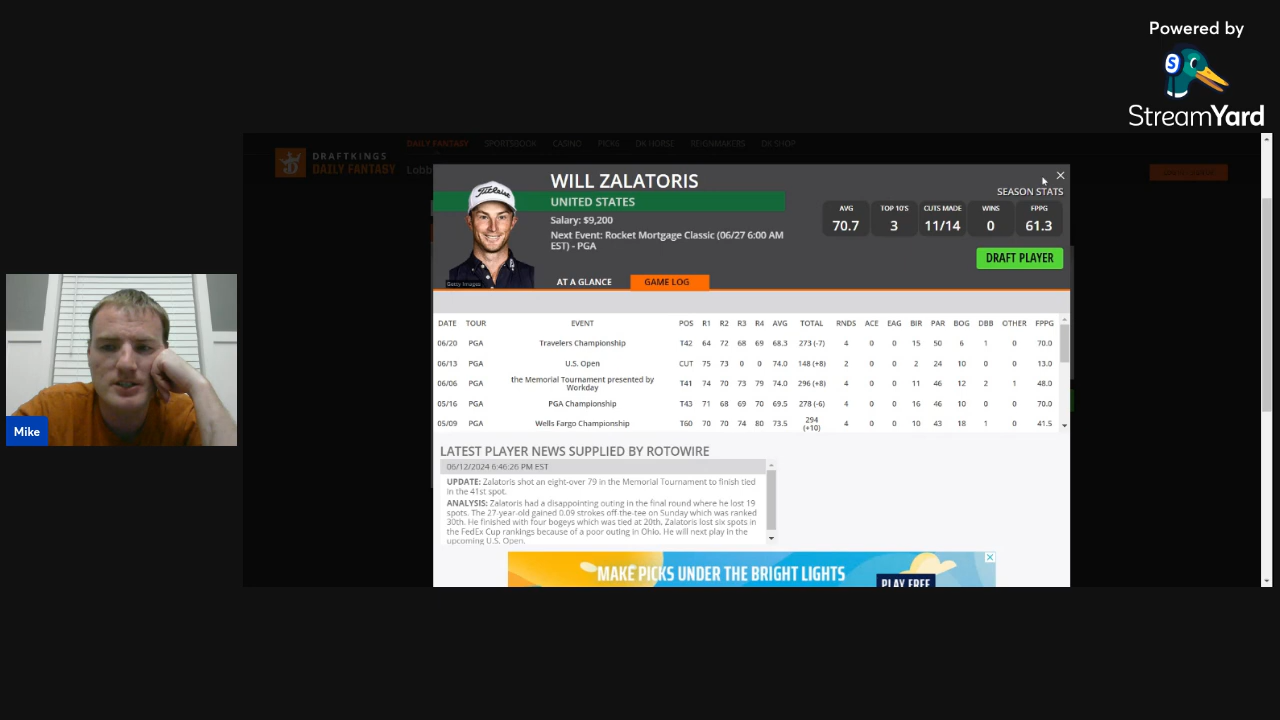 Powered by
S
StreamYard
DRAFTKINGS
DAILY FANTASY
DAILY FANTASY SPORTSBOOK CASINO PICKS DK HORSE REIGNMAKERS DK SHOP
Lobb
WILL ZALATORIS
UNITED STATES
Salary: $9,200
Next Event: Rocket Mortgage Classic (06/27 6:00 AM
EST) - PGA
SEASON STATS
AVG TOP 10'S CUTS MADE WINS FPPG
70.7 3 11/14 0 61.3
DRAFT PLAYER
Titleist
Getty Images
AT A GLANCE GAME LOG
DATE TOUR EVENT POS R1 R2 R3 R4 AVG TOTAL RNDS ACE EAG BIR PAR BOG DBB OTHER FPPG
06/20 PGA Travelers Championship T42 64 72 68 69 68.3 273 (-7) 4 0 0 15 50 6 1 0 70.0
06/13 PGA U.S. Open CUT 75 73 0 0 74.0 148 (+8) 2 0 0 2 24 10 0 0 13.0
06/06 PGA the Memorial Tournament presented by Workday T41 74 70 73 79 74.0 296 (+8) 4 0 0 11 46 12 2 1 48.0
05/16 PGA PGA Championship T43 71 68 69 70 69.5 278 (-6) 4 0 0 16 46 10 0 0 70.0
05/09 PGA Wells Fargo Championship T60 70 70 74 80 73.5 294 (+10) 4 0 0 10 43 18 1 0 41.5
LATEST PLAYER NEWS SUPPLIED BY ROTOWIRE
06/12/2024 6:46:26 PM EST
UPDATE: Zalatoris shot an eight-over 79 in the Memorial Tournament to finish tied
in the 41st spot.
ANALYSIS: Zalatoris had a disappointing outing in the final round where he lost 19
spots. The 27-year-old gained 0.09 strokes off-the-tee on Sunday which was ranked
30th. He finished with four bogeys which was tied at 20th. Zalatoris lost six spots in
the FedEx Cup rankings because of a poor outing in Ohio. He will next play in the
upcoming U.S. Open.
MAKE PICKS UNDER THE BRIGHT LIGHTS
PLAY FREE
Mike